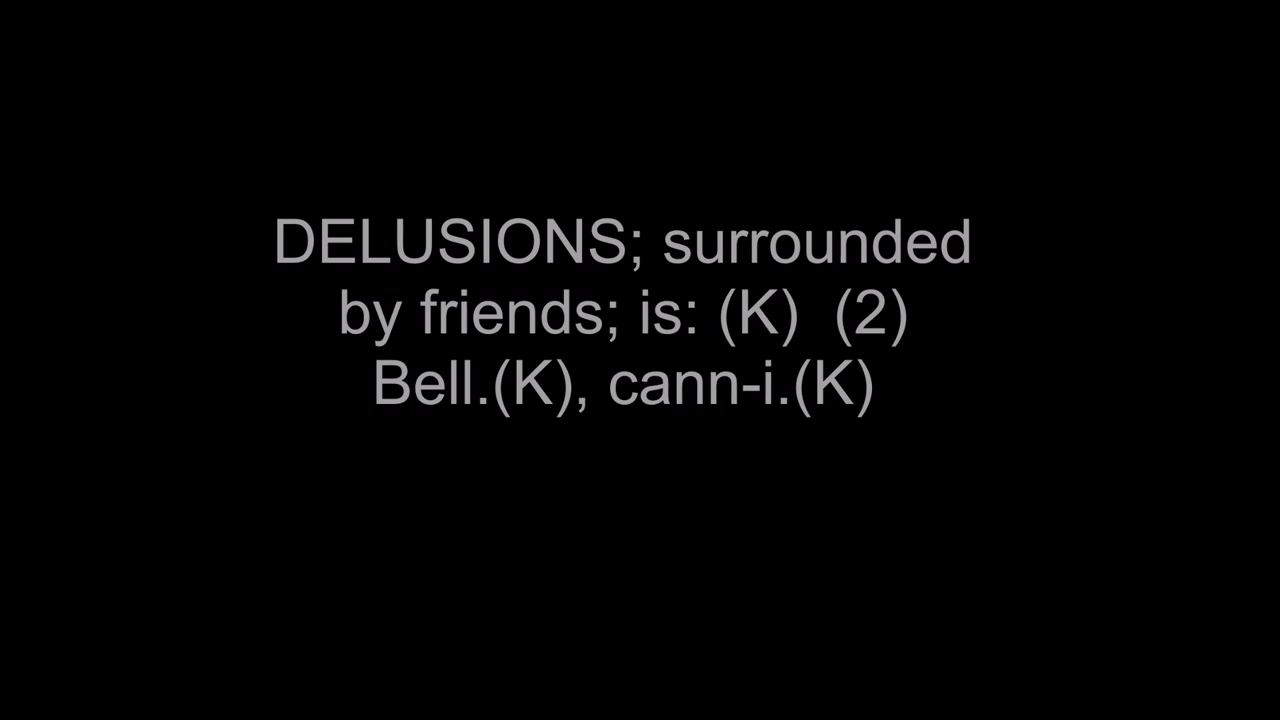 DELUSIONS; surrounded
by friends; is: (K)  (2)
Bell.(K), cann-i.(K)